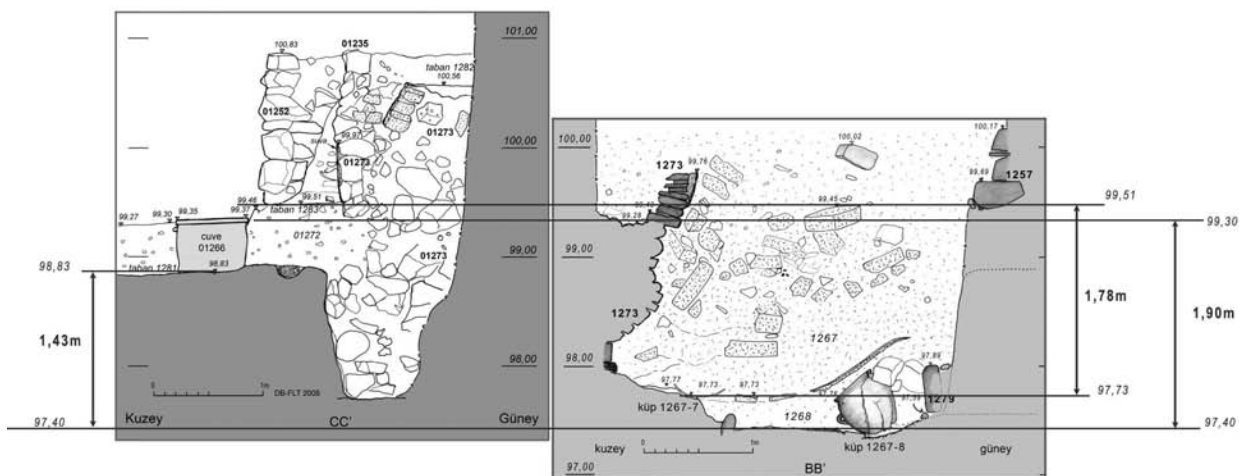 101,00
01235
100,83
taban 1282
100,56
01252
01273
100,00
99,97
suva
01273
99,51
99,46
taban 1283
99,37
99,35
99,30
99,27
cuve
01266
01272
01273
99,00
98,83
taban 1281
98,83
1,43m
98,00
0
1m
DB-FLT 2008
Kuzey
CC'
Güney
97,40
100,00
100,02
100,17
1273
99,76
99,69
1257
99,51
99,45
99,28
99,30
99,00
1273
1,78m
1,90m
1267
98,00
97,89
97,77
97,73
97,73
97,73
küp 1267-7
1268
1279
97,40
küp 1267-8
kuzey
0
güney
97,00
BB'